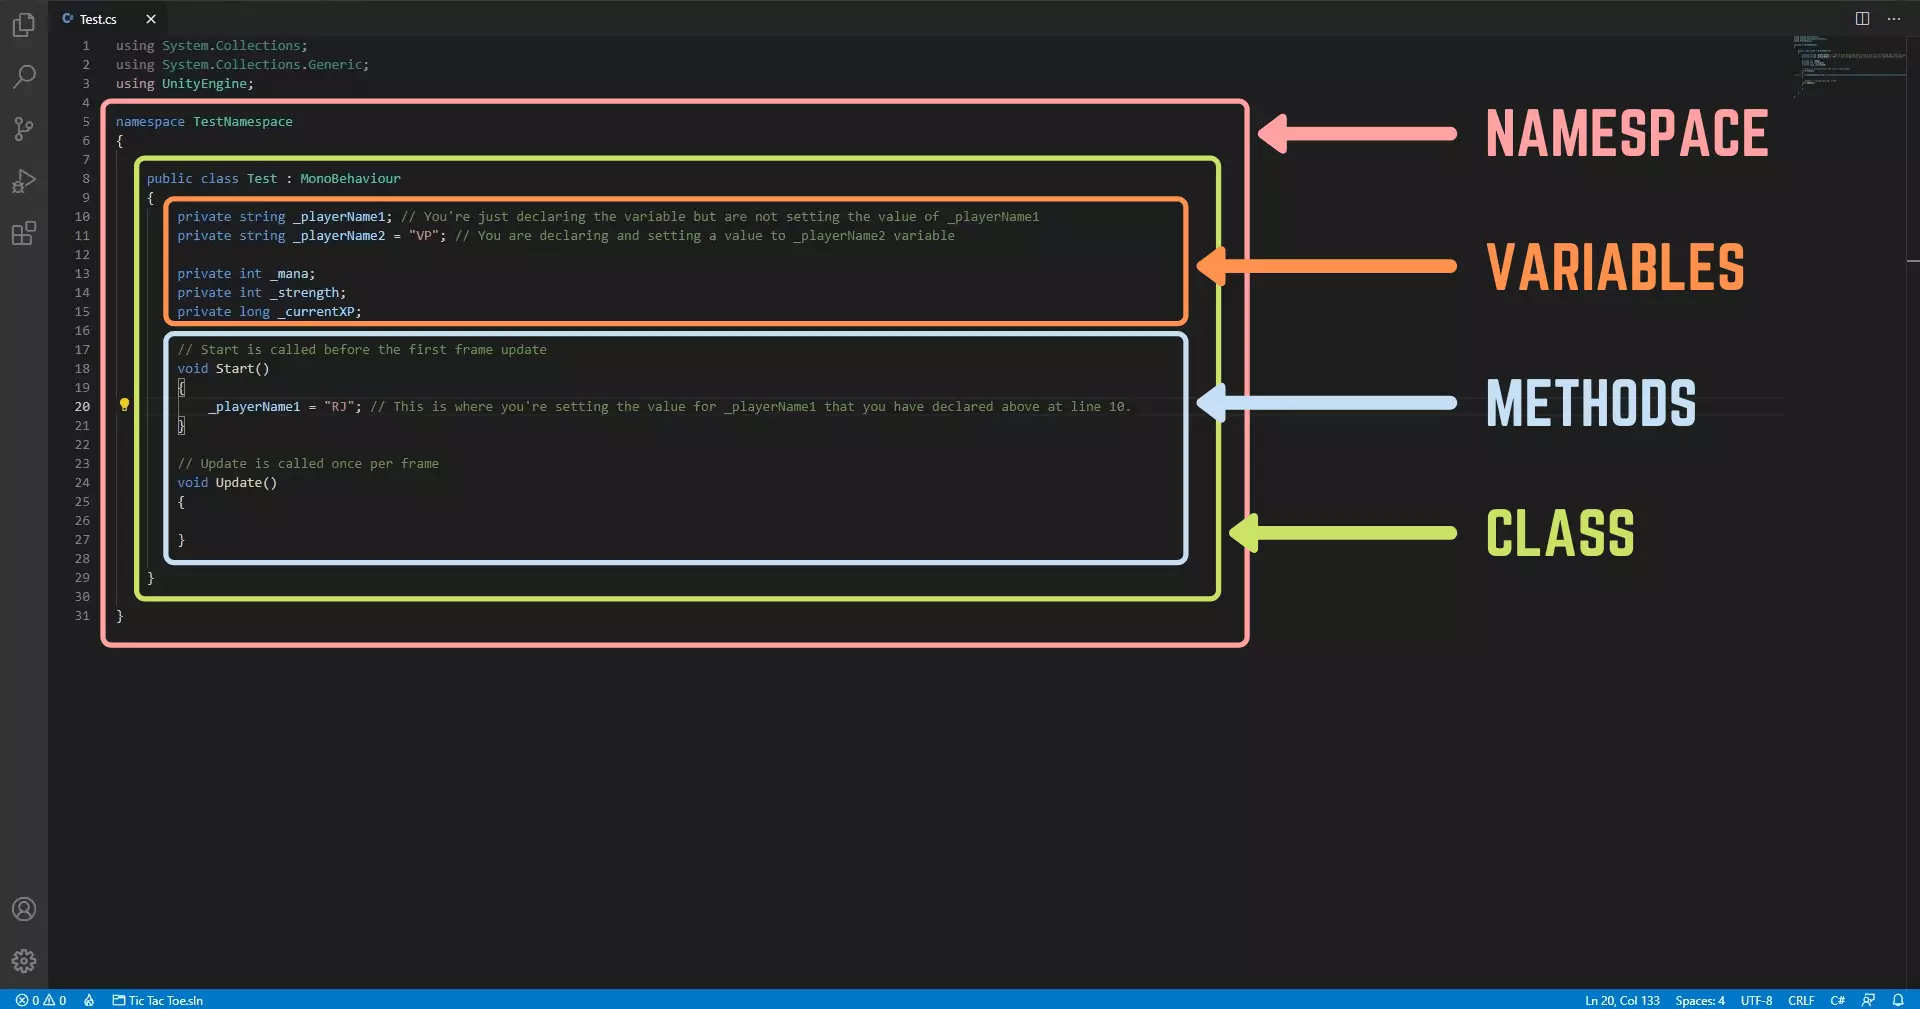 Test.cs
1 using System.Collections;
2 using System.Collections.Generic;
3 using UnityEngine;
4
5 namespace TestNamespace
6 {
7
8 public class Test : MonoBehaviour
9 {
10 private string _playerName1; // You're just declaring the variable but are not setting the value of _playerName1
11 private string _playerName2 = "VP"; // You are declaring and setting a value to _playerName2 variable
12
13 private int _mana;
14 private int _strength;
15 private long _currentXP;
16
17 // Start is called before the first frame update
18 void Start()
19 {
20 _playerName1 = "RJ"; // This is where you're setting the value for _playerName1 that you have declared above at line 10.
21 }
22
23 // Update is called once per frame
24 void Update()
25 {
26
27 }
28
29 }
30
31 }
NAMESPACE
VARIABLES
METHODS
CLASS
0 0 Tic Tac Toe.sln Ln 20, Col 133 Spaces: 4 UTF-8 CRLF C#